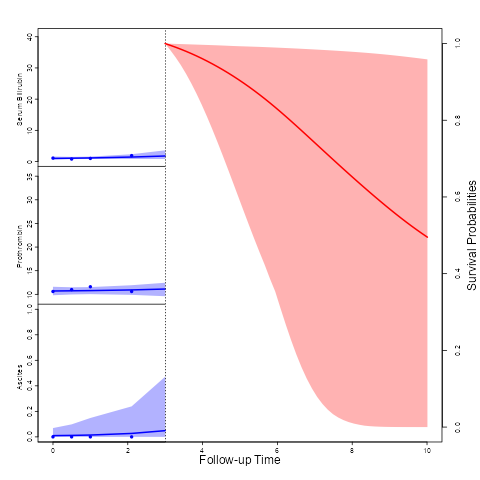 Serum Bilirubin
0 10 20 30 40
Prothrombin
10 15 20 25 30 35
Ascites
0.0 0.2 0.4 0.6 0.8 1.0
0 2 4 6 8 10
Follow-up Time
0.0 0.2 0.4 0.6 0.8 1.0
Survival Probabilities